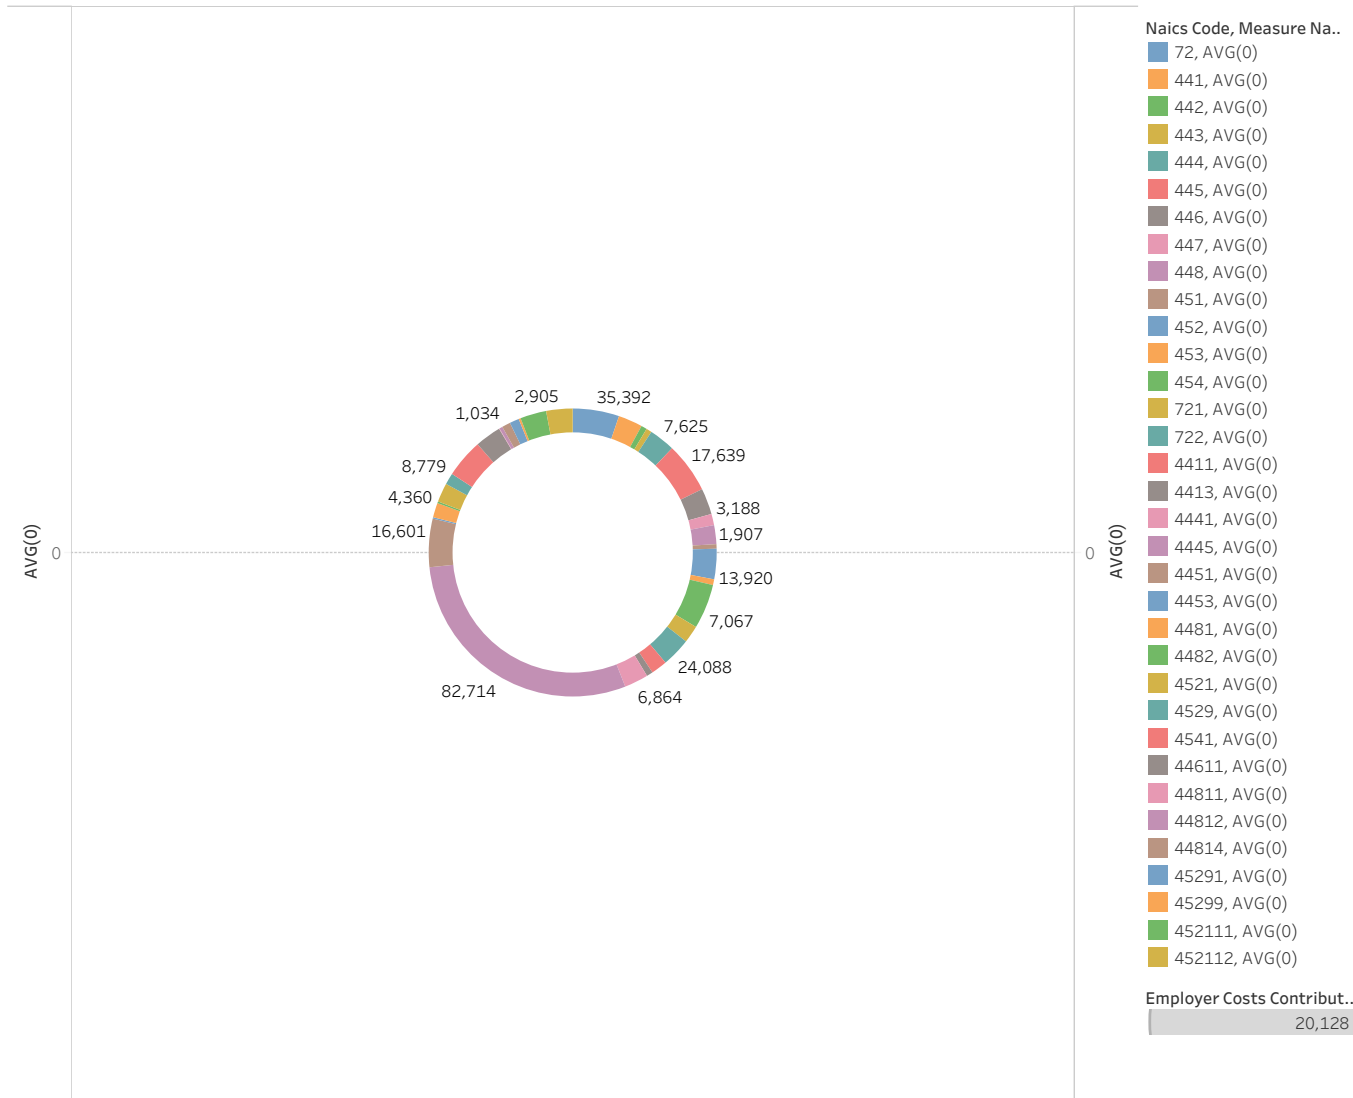 AVG(0)
0
2,905
35,392
1,034
7,625
17,639
8,779
4,360
3,188
16,601
1,907
13,920
7,067
24,088
82,714
6,864
0
AVG(0)
Naics Code, Measure Na..
72, AVG(0)
441, AVG(0)
442, AVG(0)
443, AVG(0)
444, AVG(0)
445, AVG(0)
446, AVG(0)
447, AVG(0)
448, AVG(0)
451, AVG(0)
452, AVG(0)
453, AVG(0)
454, AVG(0)
721, AVG(0)
722, AVG(0)
4411, AVG(0)
4413, AVG(0)
4441, AVG(0)
4445, AVG(0)
4451, AVG(0)
4453, AVG(0)
4481, AVG(0)
4482, AVG(0)
4521, AVG(0)
4529, AVG(0)
4541, AVG(0)
44611, AVG(0)
44811, AVG(0)
44812, AVG(0)
44814, AVG(0)
45291, AVG(0)
45299, AVG(0)
452111, AVG(0)
452112, AVG(0)
Employer Costs Contribut..
20,128